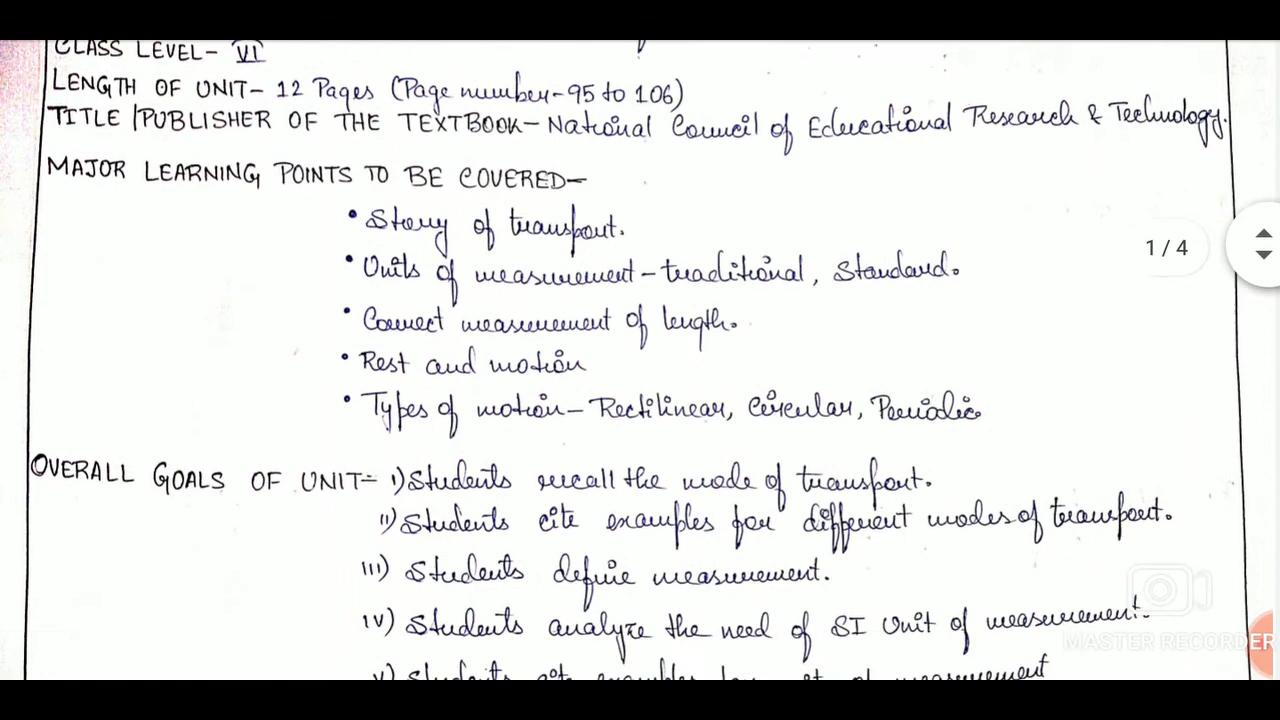 CLASS LEVEL- VI
LENGTH OF UNIT- 12 Pages (Page number-95 to 106)
TITLE/PUBLISHER OF THE TEXTBOOK- National Council of Educational Research & Technology.
MAJOR LEARNING POINTS TO BE COVERED-
• Story of transport.
1 / 4
• Units of measurement - traditional, Standard.
• Correct measurement of length.
• Rest and motion
• Types of motion - Rectilinear, Circular, Periodic
OVERALL GOALS OF UNIT- i) Students recall the mode of transport.
ii) Students cite examples for different modes of transport.
iii) Students define measurement.
iv) Students analyze the need of SI Unit of measurement.
MASTER RECORDER
v) Students of measurement